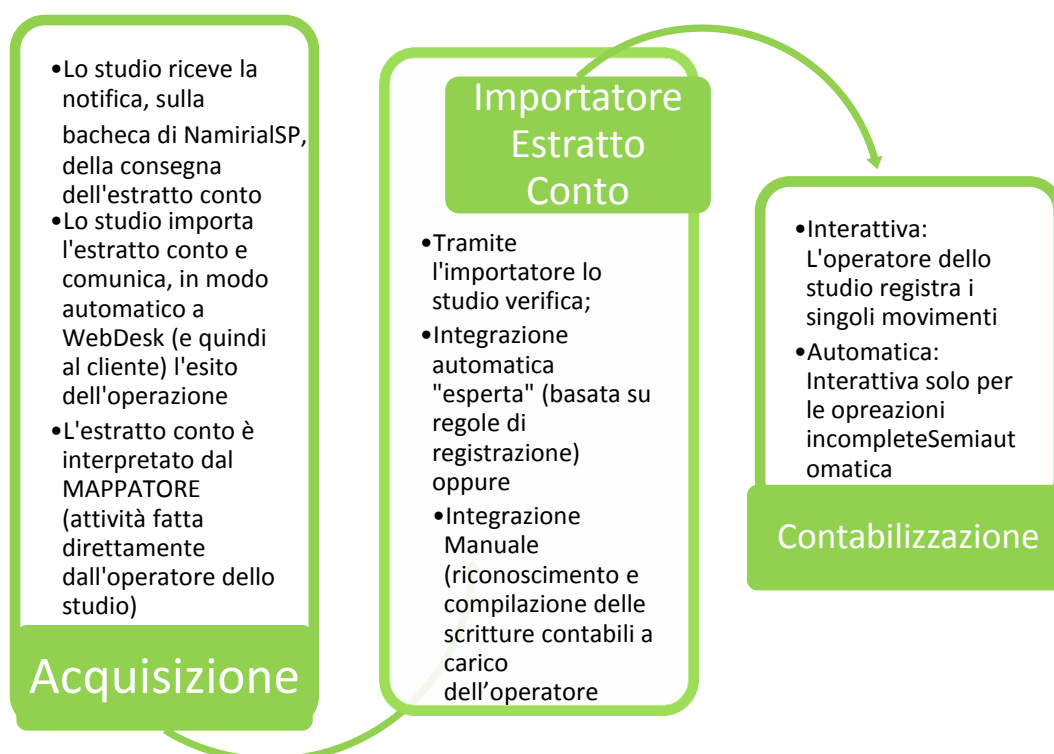 •Lo studio riceve la
notifica, sulla
bacheca di NamirialSP,
della consegna
dell'estratto conto
•Lo studio importa
l'estratto conto e
comunica, in modo
automatico a
WebDesk (e quindi
al cliente) l'esito
dell'operazione
•L'estratto conto è
interpretato dal
MAPPATORE
(attività fatta
direttamente
dall'operatore dello
studio)
Acquisizione
Importatore
Estratto
Conto
•Tramite
l'importatore lo
studio verifica;
•Integrazione
automatica
"esperta" (basata su
regole di
registrazione)
oppure
•Integrazione
Manuale
(riconoscimento e
compilazione delle
scritture contabili a
carico
dell’operatore
•Interattiva:
L'operatore dello
studio registra i
singoli movimenti
•Automatica:
Interattiva solo per
le opreazioni
incompleteSemiaut
omatica
Contabilizzazione